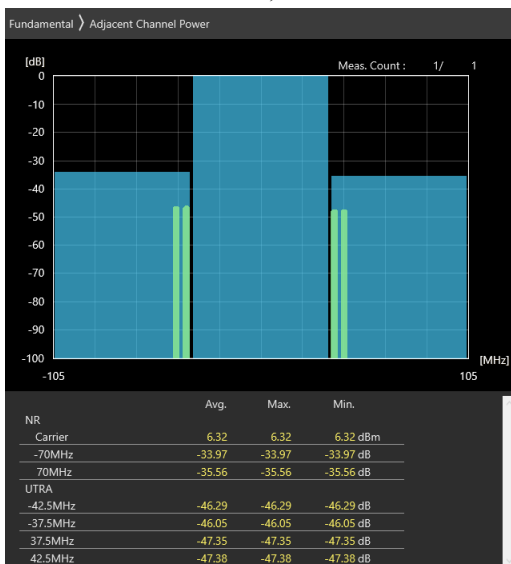 Fundamental 〉 Adjacent Channel Power
[dB] Meas. Count : 1/ 1
0
-10
-20
-30
-40
-50
-60
-70
-80
-90
-100 [MHz]
-105 105
Avg. Max. Min.
NR
Carrier 6.32 6.32 6.32 dBm
-70MHz -33.97 -33.97 -33.97 dB
70MHz -35.56 -35.56 -35.56 dB
UTRA
-42.5MHz -46.29 -46.29 -46.29 dB
-37.5MHz -46.05 -46.05 -46.05 dB
37.5MHz -47.35 -47.35 -47.35 dB
42.5MHz -47.38 -47.38 -47.38 dB